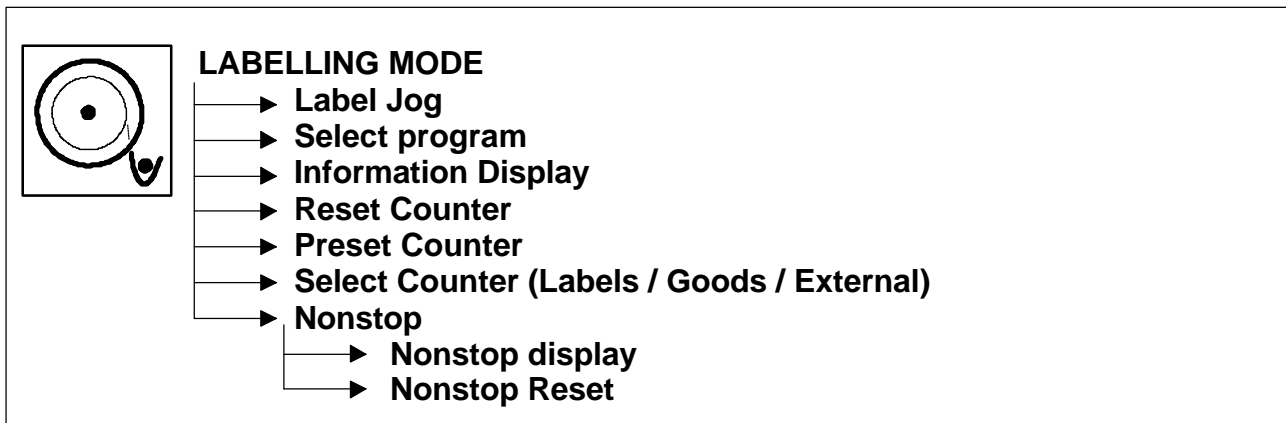 LABELLING MODE
Label Jog
Select program
Information Display
Reset Counter
Preset Counter
Select Counter (Labels / Goods / External)
Nonstop
Nonstop display
Nonstop Reset